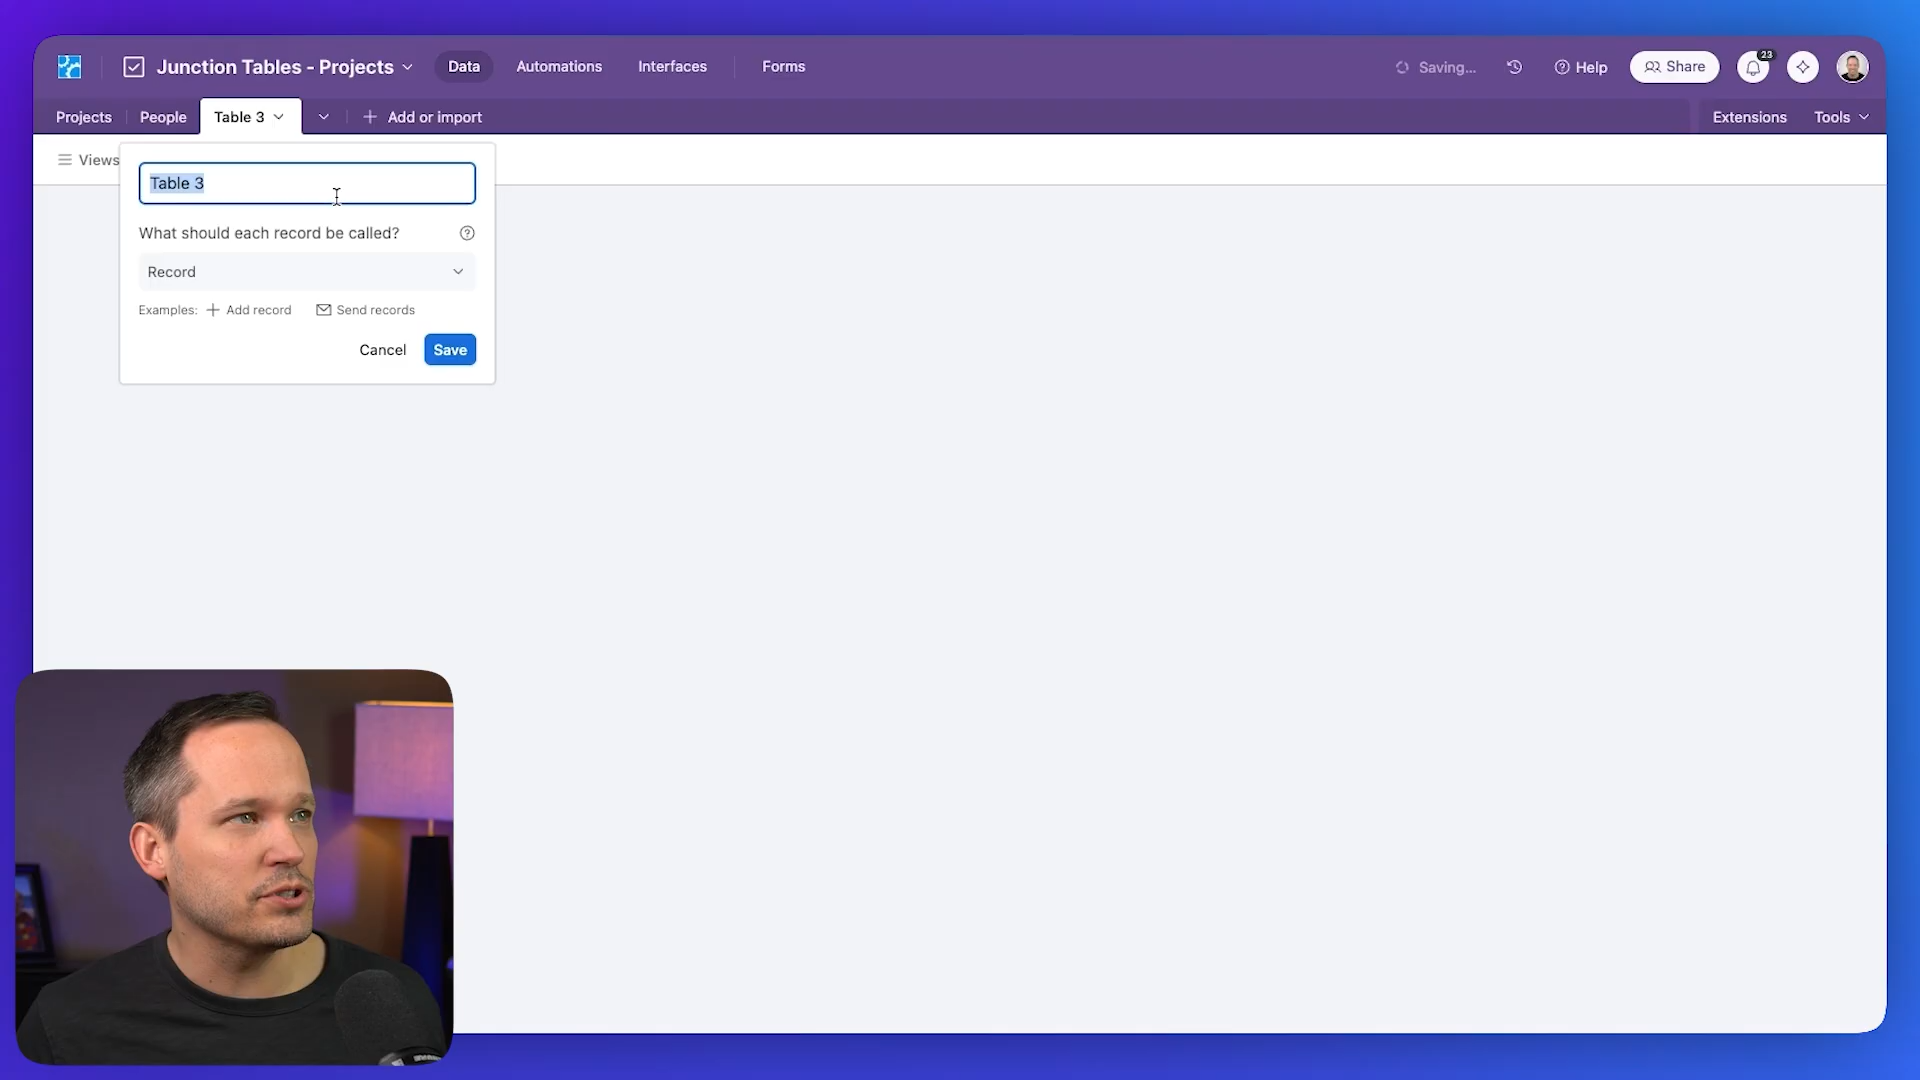 Junction Tables - Projects
Data
Automations
Interfaces
Forms
Saving...
Help
Share
23
Projects
People
Table 3
Add or import
Extensions
Tools
Views
Table 3
What should each record be called?
Record
Examples: + Add record Send records
Cancel
Save